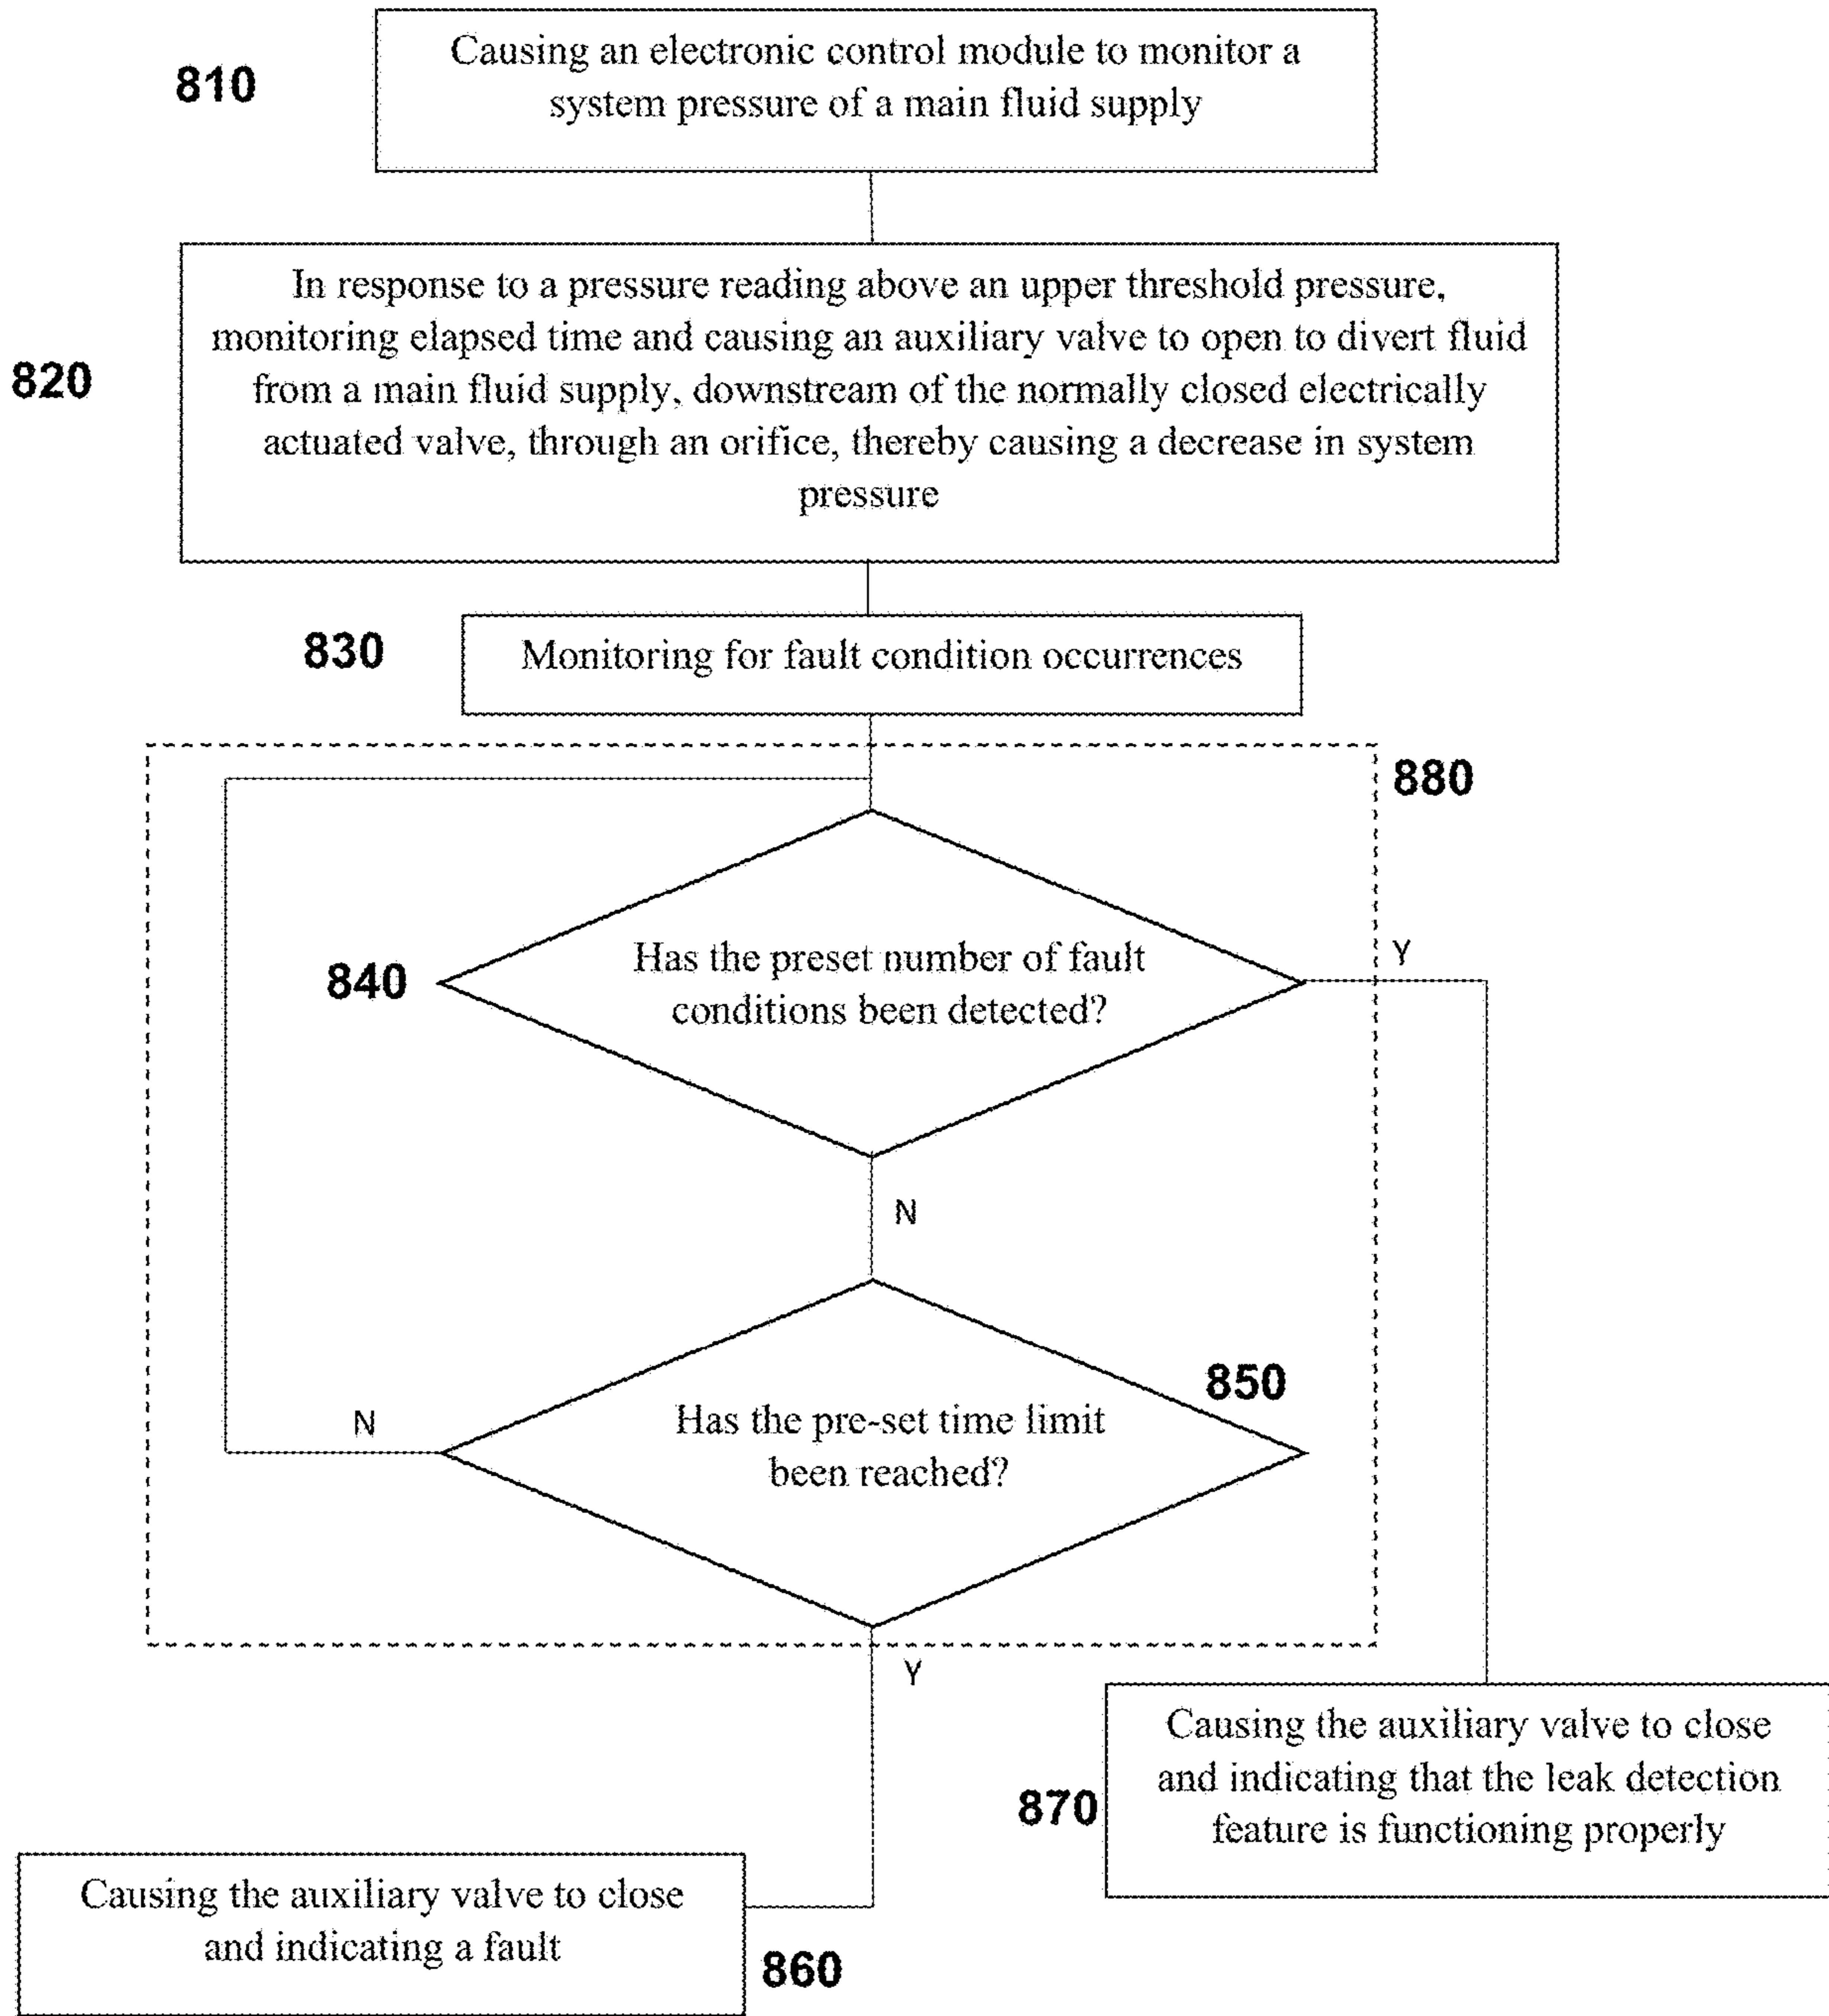 810
Causing an electronic control module to monitor a
system pressure of a main fluid supply
820
In response to a pressure reading above an upper threshold pressure,
monitoring elapsed time and causing an auxiliary valve to open to divert fluid
from a main fluid supply, downstream of the normally closed electrically
actuated valve, through an orifice, thereby causing a decrease in system
pressure
830
Monitoring for fault condition occurrences
880
840
Has the preset number of fault
conditions been detected?
Y
N
850
Has the pre-set time limit
been reached?
N
Y
870
Causing the auxiliary valve to close
and indicating that the leak detection
feature is functioning properly
Causing the auxiliary valve to close
and indicating a fault
860